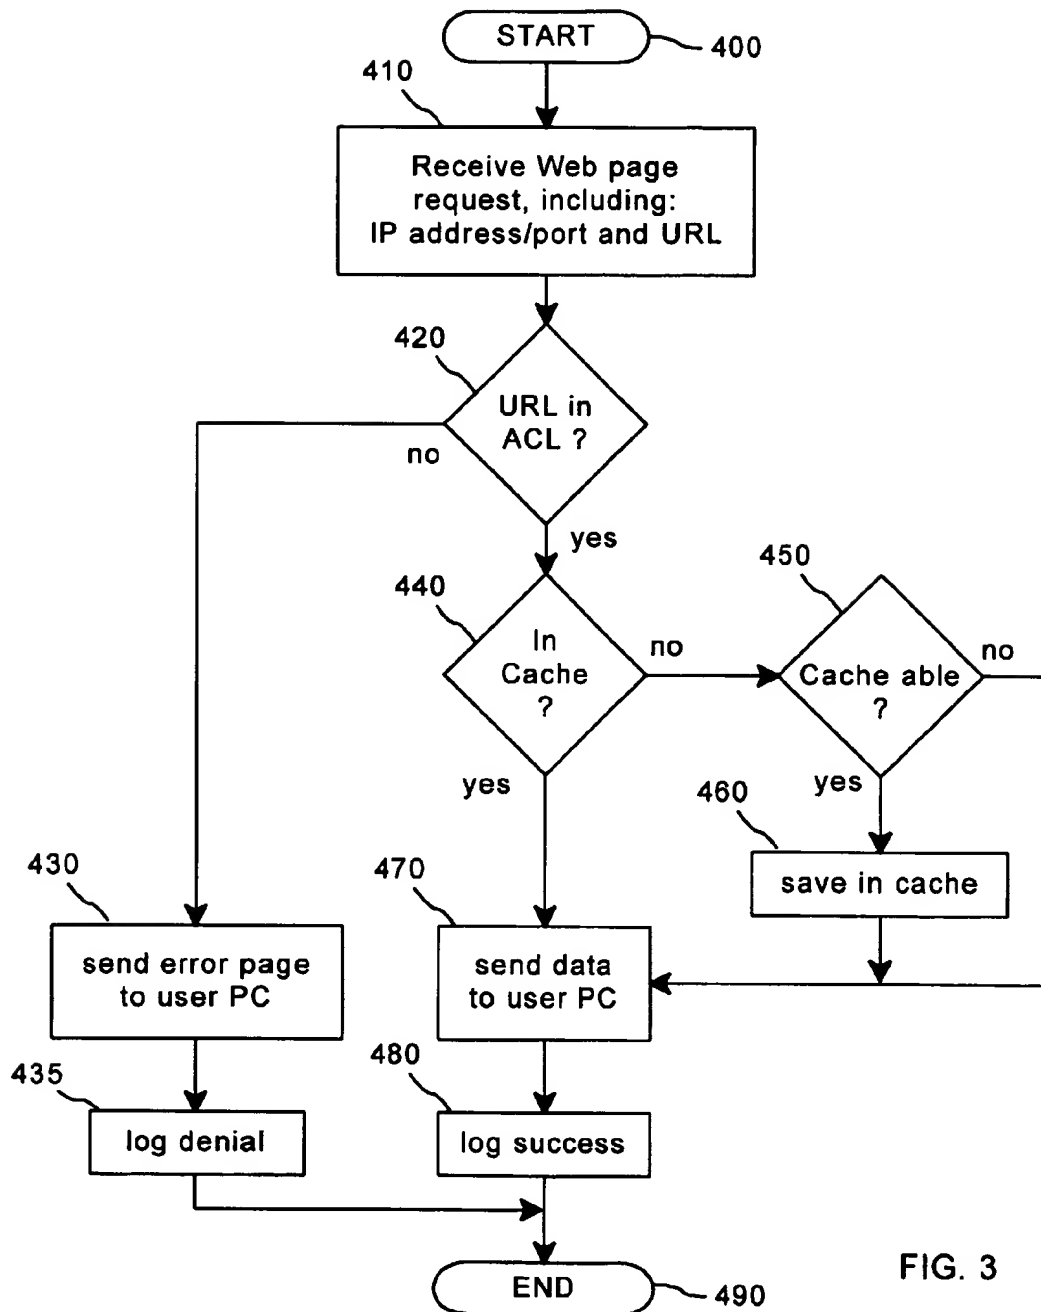 START
400
410
Receive Web page
request, including:
IP address/port and URL
420
URL in
ACL ?
no
yes
440
In
Cache
?
no
450
Cache able
?
no
yes
yes
460
save in cache
430
send error page
to user PC
470
send data
to user PC
435
log denial
480
log success
END
490
FIG. 3